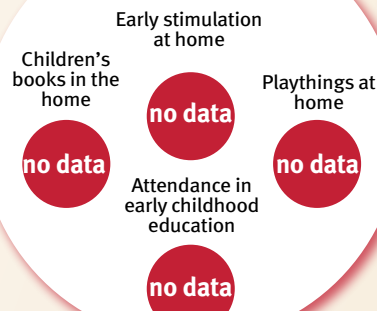 Early stimulation
at home
no data
Children's
books in the
home
no data
Playthings at
home
no data
Attendance in
early childhood
education
no data